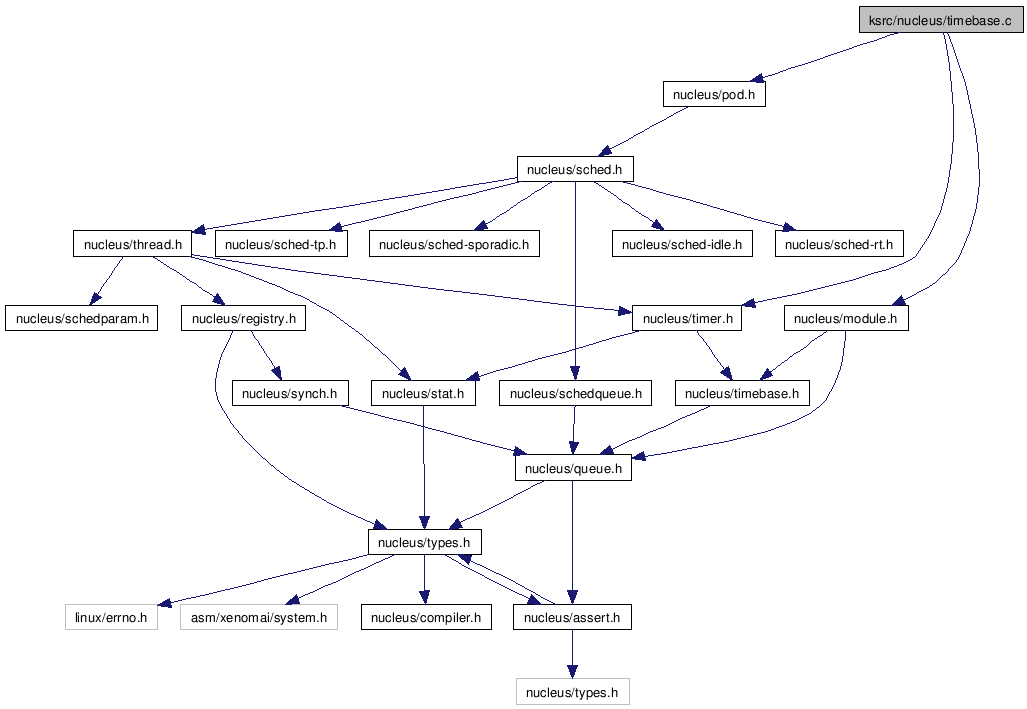 ksrc/nucleus/timebase.c
nucleus/pod.h
nucleus/sched.h
nucleus/thread.h
nucleus/sched-tp.h
nucleus/sched-sporadic.h
nucleus/sched-idle.h
nucleus/sched-rt.h
nucleus/schedparam.h
nucleus/registry.h
nucleus/timer.h
nucleus/module.h
nucleus/synch.h
nucleus/stat.h
nucleus/schedqueue.h
nucleus/timebase.h
nucleus/queue.h
nucleus/types.h
linux/errno.h
asm/xenomai/system.h
nucleus/compiler.h
nucleus/assert.h
nucleus/types.h